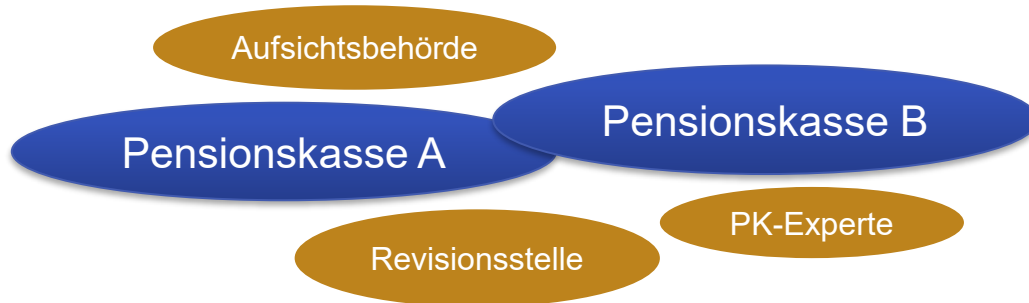 Aufsichtsbehörde
Pensionskasse B
Pensionskasse A
PK-Experte
Revisionsstelle